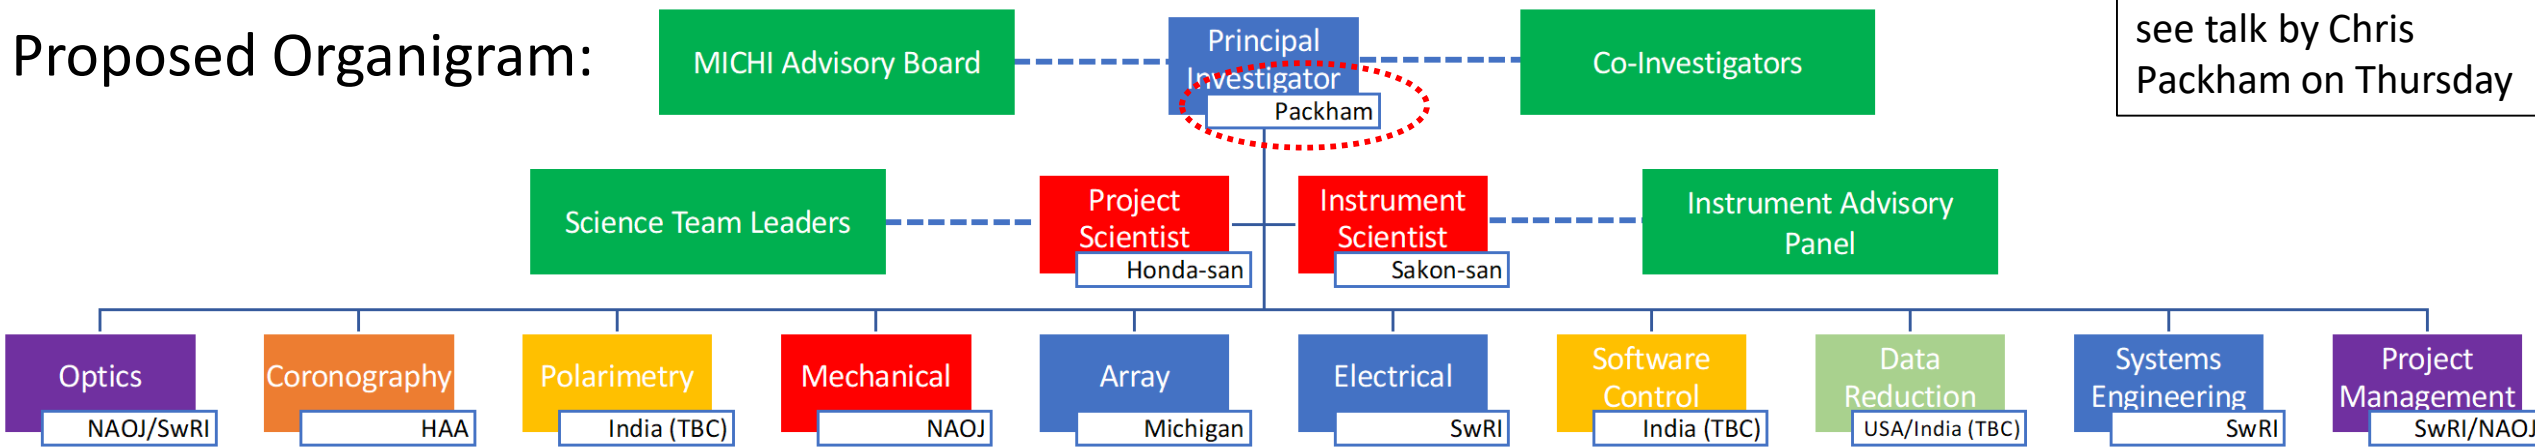 Proposed Organigram:
MICHI Advisory Board
Principal
Investigator
Packham
Co-Investigators
see talk by Chris
Packham on Thursday
Science Team Leaders
Project
Scientist
Honda-san
Instrument
Scientist
Sakon-san
Instrument Advisory
Panel
Optics
NAOJ/SwRI
Coronography
HAA
Polarimetry
India (TBC)
Mechanical
NAOJ
Array
Michigan
Electrical
SwRI
Software
Control
India (TBC)
Data
Reduction
USA/India (TBC)
Systems
Engineering
SwRI
Project
Management
SwRI/NAOJ